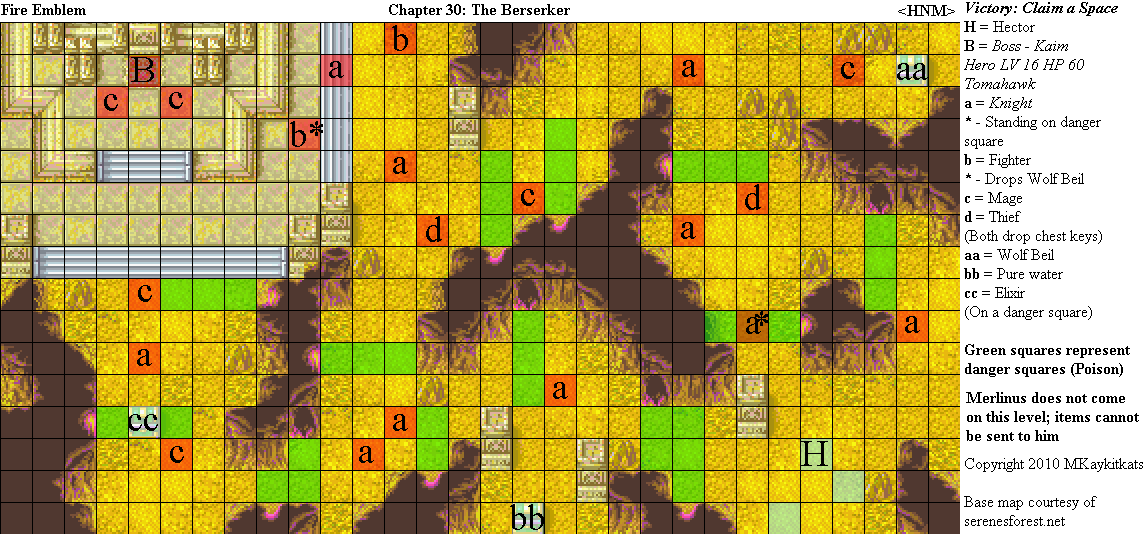 Fire Emblem
Chapter 30: The Berserker
<HNM>
b
B a a c aa
c c
b*
a
c d
d a
c
a* a
a
a
cc a
c a H
bb
Victory: Claim a Space
H = Hector
B = Boss - Kaim
Hero LV 16 HP 60
Tomahawk
a = Knight
* - Standing on danger
square
b = Fighter
* - Drops Wolf Beil
c = Mage
d = Thief
(Both drop chest keys)
aa = Wolf Beil
bb = Pure water
cc = Elixir
(On a danger square)
Green squares represent
danger squares (Poison)
Merlinus does not come
on this level; items cannot
be sent to him
Copyright 2010 MKaykitkats
Base map courtesy of
serenesforest.net